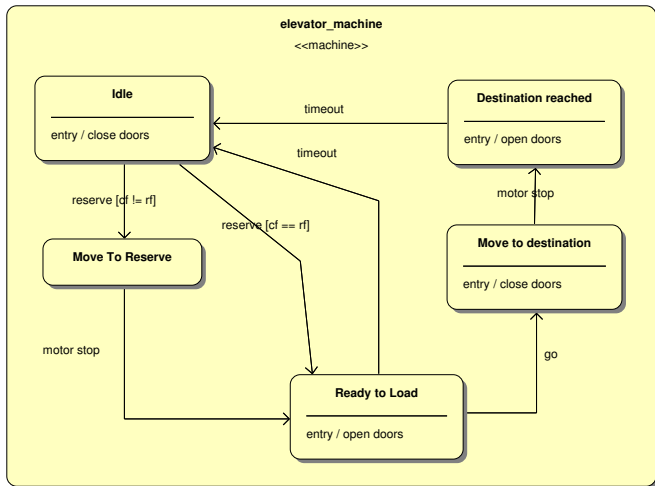 elevator_machine
<<machine>>
Idle
entry / close doors
timeout
Destination reached
entry / open doors
timeout
reserve [cf != rf]
reserve [cf == rf]
motor stop
Move To Reserve
Move to destination
entry / close doors
motor stop
go
Ready to Load
entry / open doors